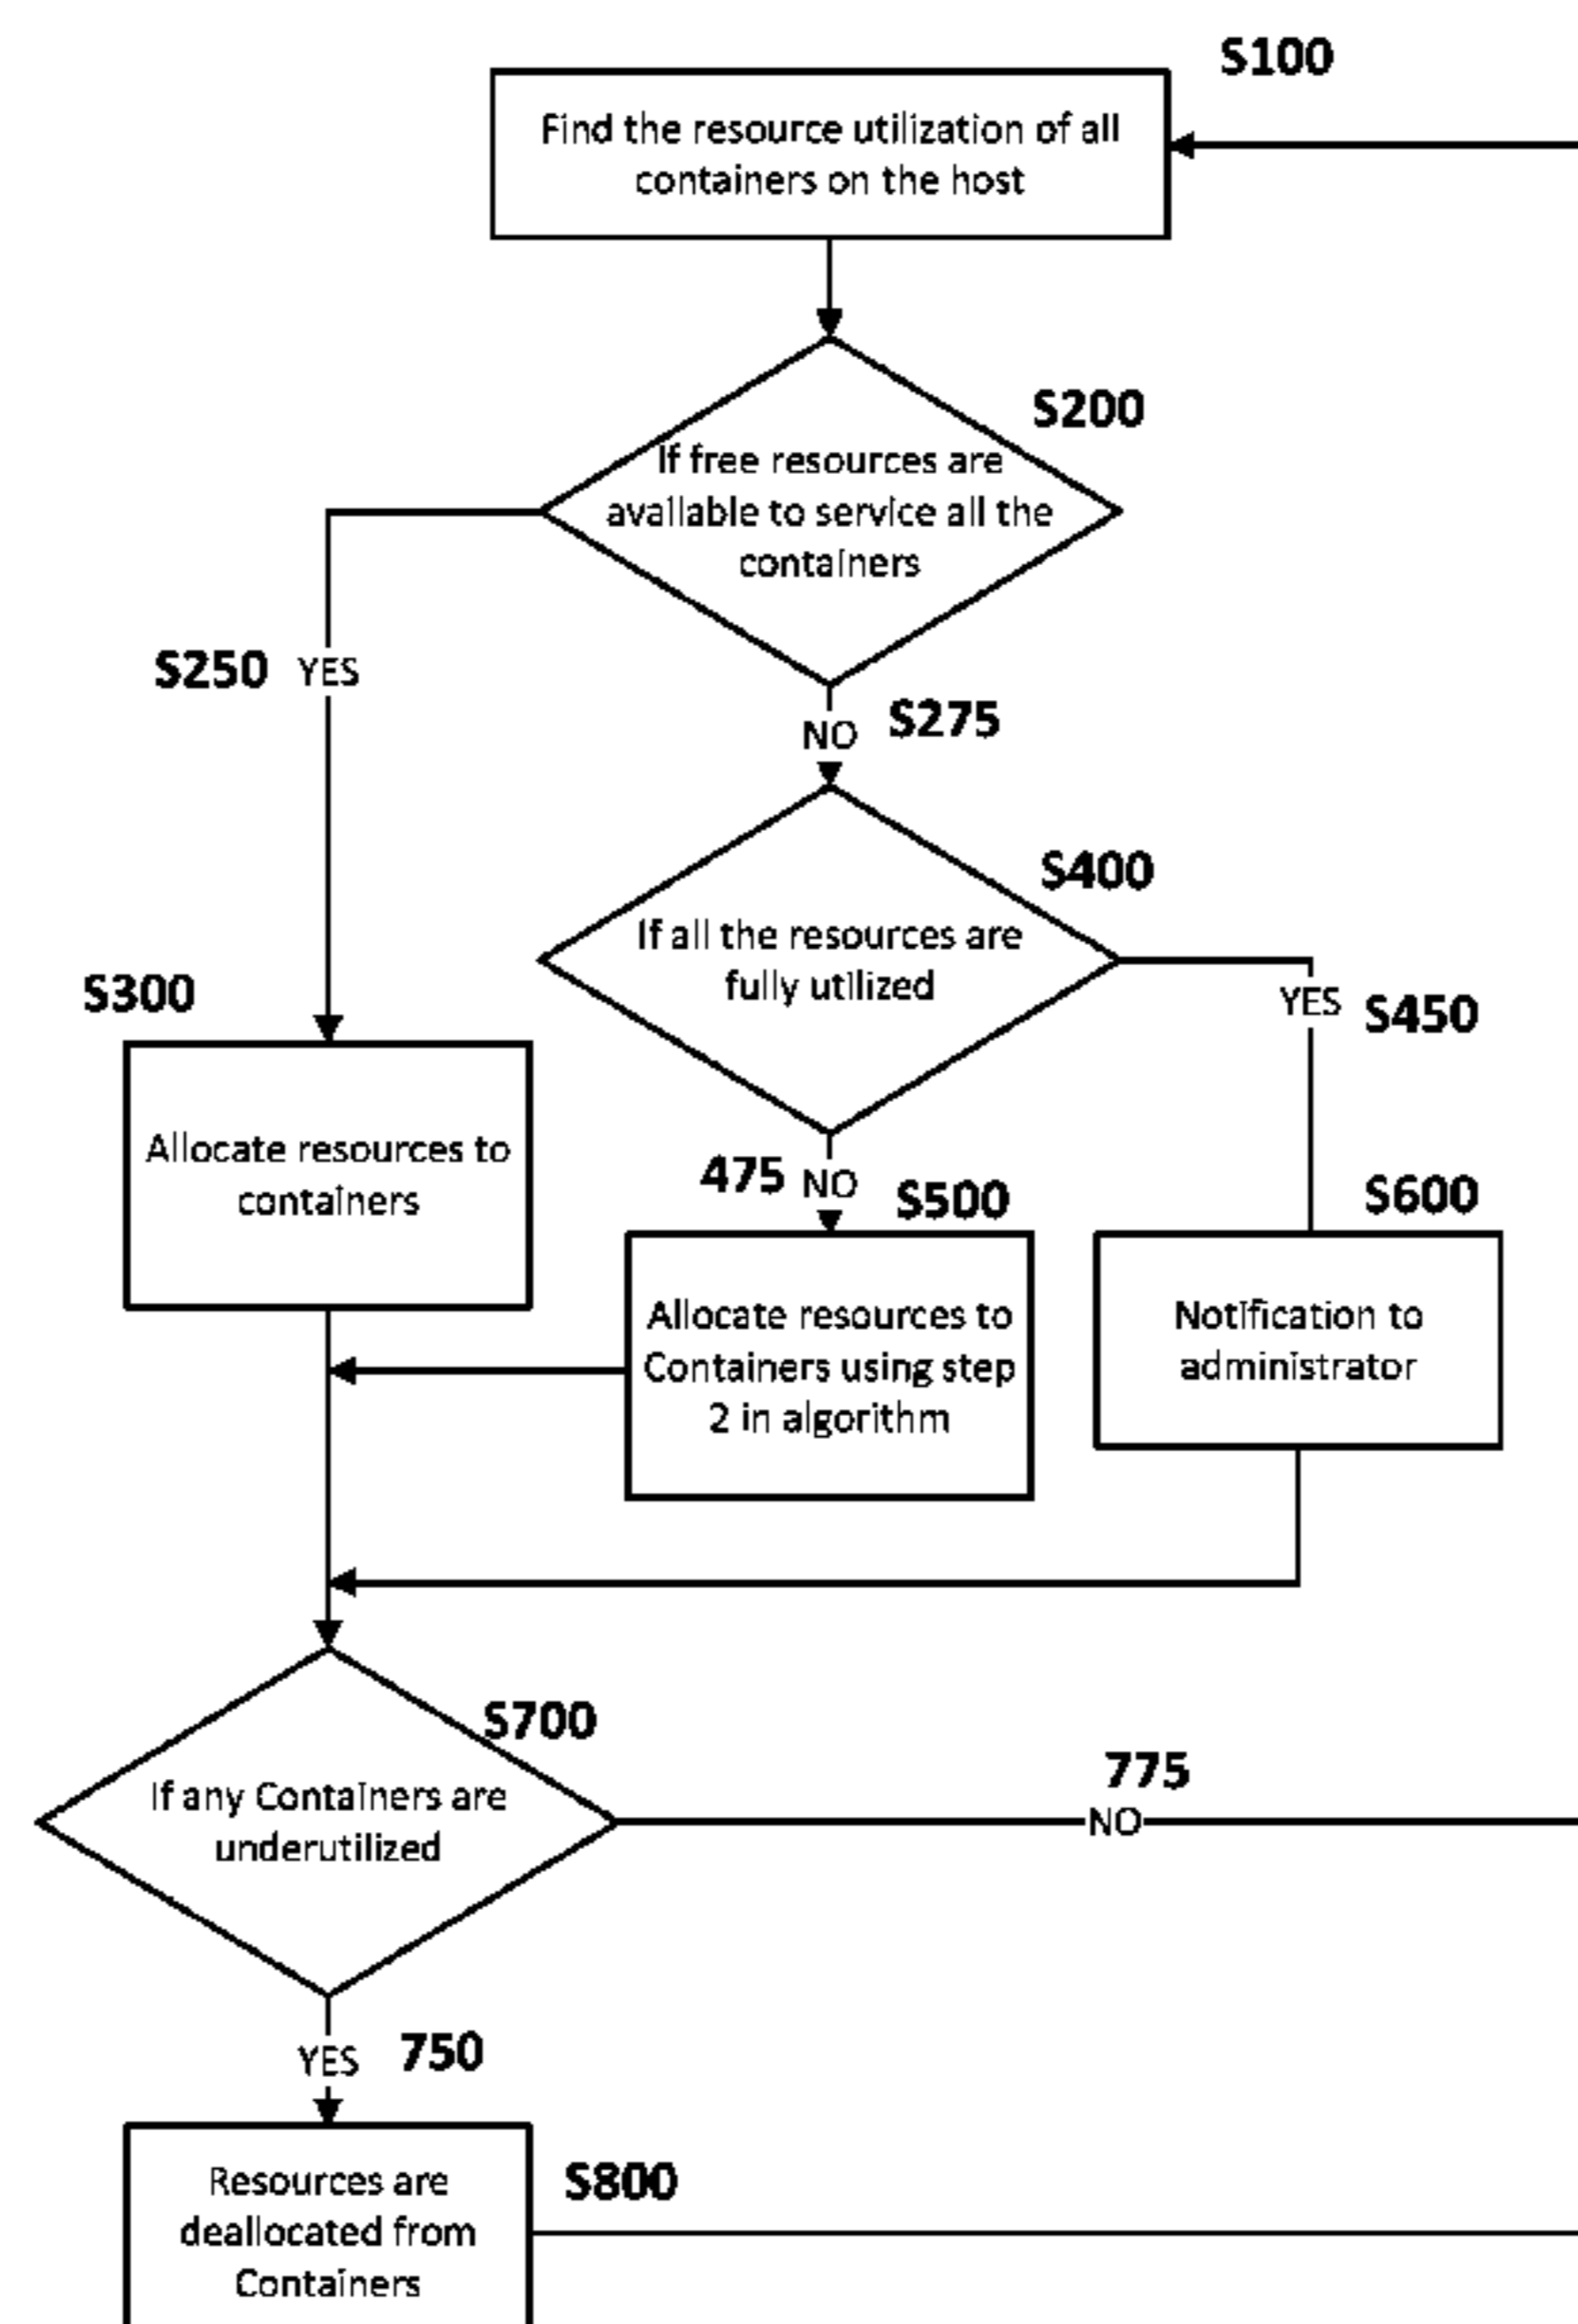 S100
Find the resource utilization of all
containers on the host
S200
If free resources are
available to service all the
containers
S250 YES
NO S275
S400
If all the resources are
fully utilized
YES S450
S300
Allocate resources to
containers
475 NO S500
S600
Allocate resources to
Containers using step
2 in algorithm
Notification to
administrator
S700
If any Containers are
underutilized
775
NO
YES 750
S800
Resources are
deallocated from
Containers